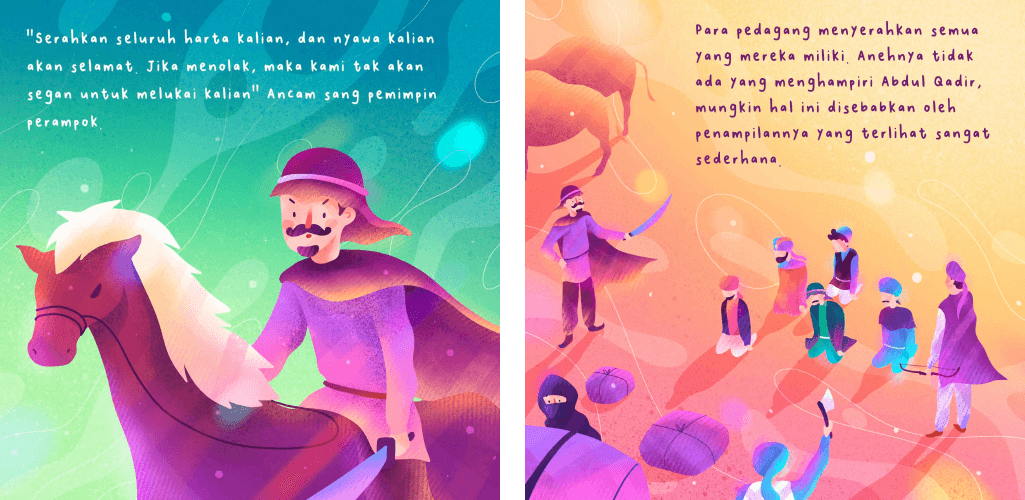 "Serahkan seluruh harta kalian, dan nyawa kalian
akan selamat. Jika menolak, maka kami tak akan
segan untuk melukai kalian" Ancam sang pemimpin
perampok.
Para pedagang menyerahkan semua
yang mereka miliki. Anehnya tidak
ada yang menghampiri Abdul Qadir,
mungkin hal ini disebabkan oleh
penampilannya yang terlihat sangat
sederhana.